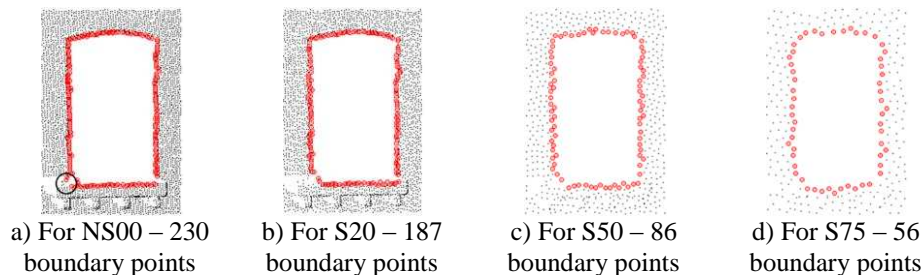 a) For NS00 – 230
boundary points
b) For S20 – 187
boundary points
c) For S50 – 86
boundary points
d) For S75 – 56
boundary points